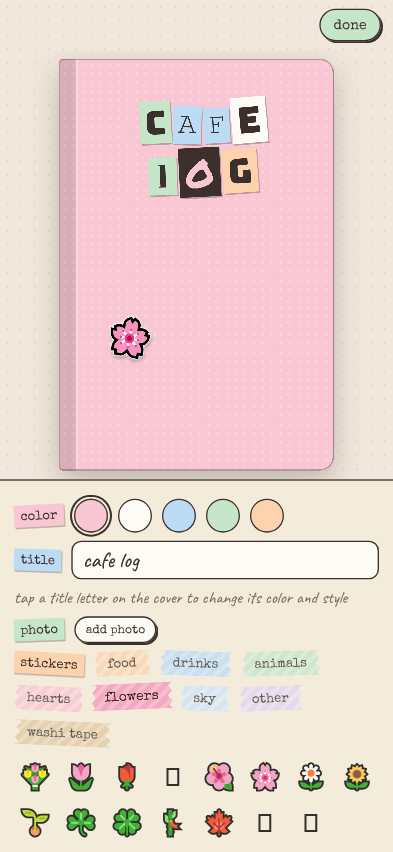 done
CAFE
lOG
color
title cafe log
tap a title letter on the cover to change its color and style
photo add photo
stickers food drinks animals
hearts flowers sky other
washi tape